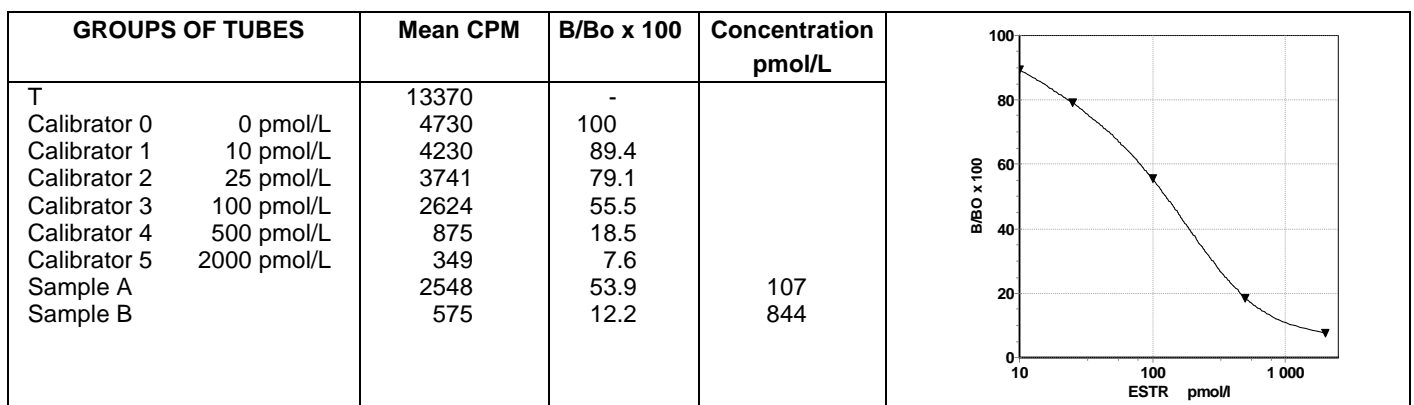 GROUPS OF TUBES Mean CPM B/Bo x 100 Concentration
pmol/L
T 13370 -
Calibrator 0 0 pmol/L 4730 100
Calibrator 1 10 pmol/L 4230 89.4
Calibrator 2 25 pmol/L 3741 79.1
Calibrator 3 100 pmol/L 2624 55.5
Calibrator 4 500 pmol/L 875 18.5
Calibrator 5 2000 pmol/L 349 7.6
Sample A 2548 53.9 107
Sample B 575 12.2 844
100
80
60
40
20
0
B/BO x 100
10 100 1 000
ESTR pmol/l